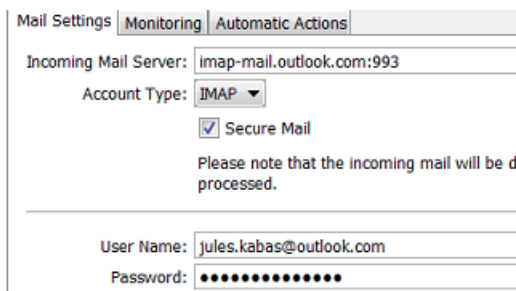 Mail Settings Monitoring Automatic Actions
Incoming Mail Server: imap-mail.outlook.com:993
Account Type: IMAP
Secure Mail
Please note that the incoming mail will be d
processed.
User Name: jules.kabas@outlook.com
Password: ●●●●●●●●●●●●●●